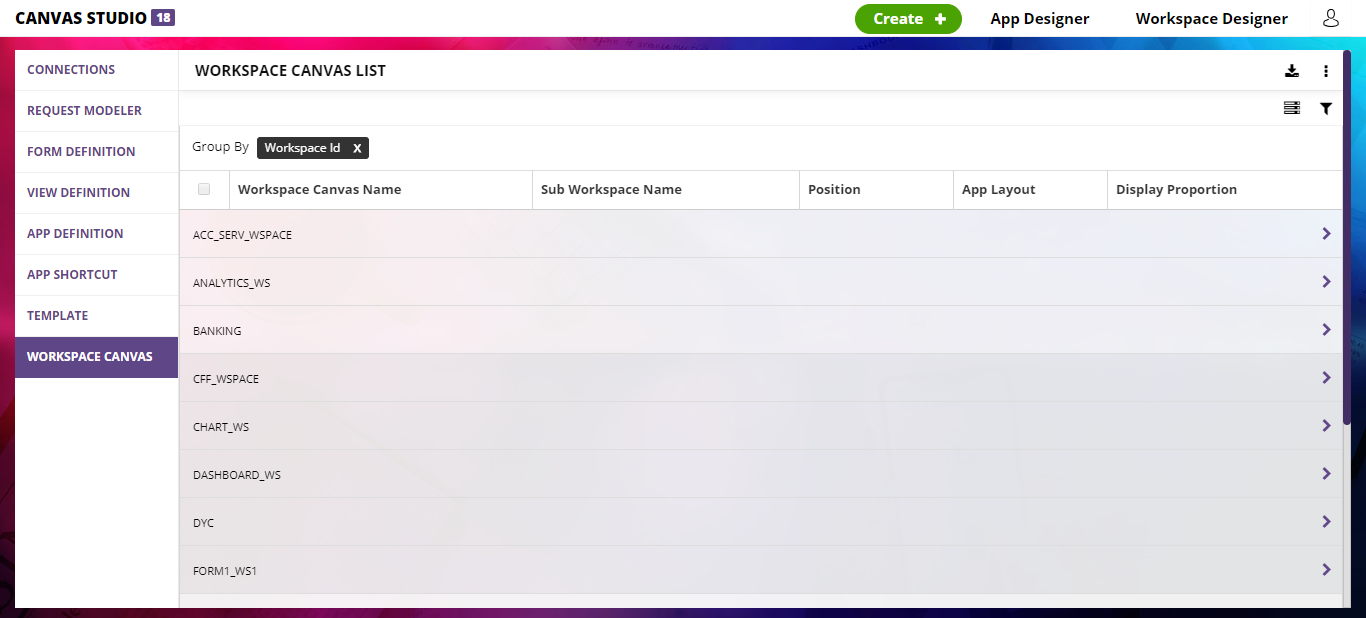 CANVAS STUDIO 18
Create + App Designer Workspace Designer
CONNECTIONS
REQUEST MODELER
FORM DEFINITION
VIEW DEFINITION
APP DEFINITION
APP SHORTCUT
TEMPLATE
WORKSPACE CANVAS
WORKSPACE CANVAS LIST
Group By Workspace Id x
Workspace Canvas Name Sub Workspace Name Position App Layout Display Proportion
ACC_SERV_WSPACE
ANALYTICS_WS
BANKING
CFF_WSPACE
CHART_WS
DASHBOARD_WS
DYC
FORM1_WS1